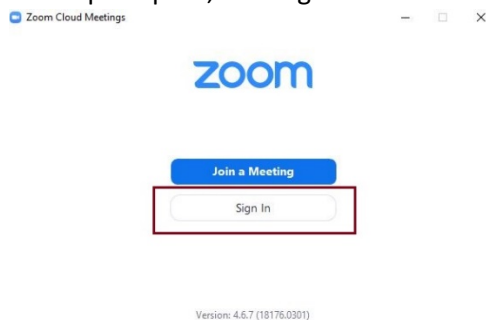 Zoom Cloud Meetings
zoom
Join a Meeting
Sign In
Version: 4.6.7 (18176.0301)